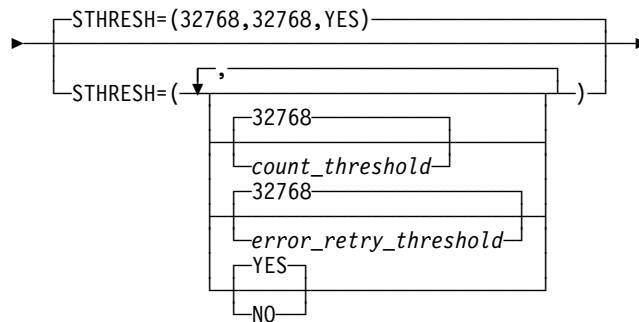 STHRESH=(32768,32768,YES)
,
STHRESH=( )
32768
count_threshold
32768
error_retry_threshold
YES
NO